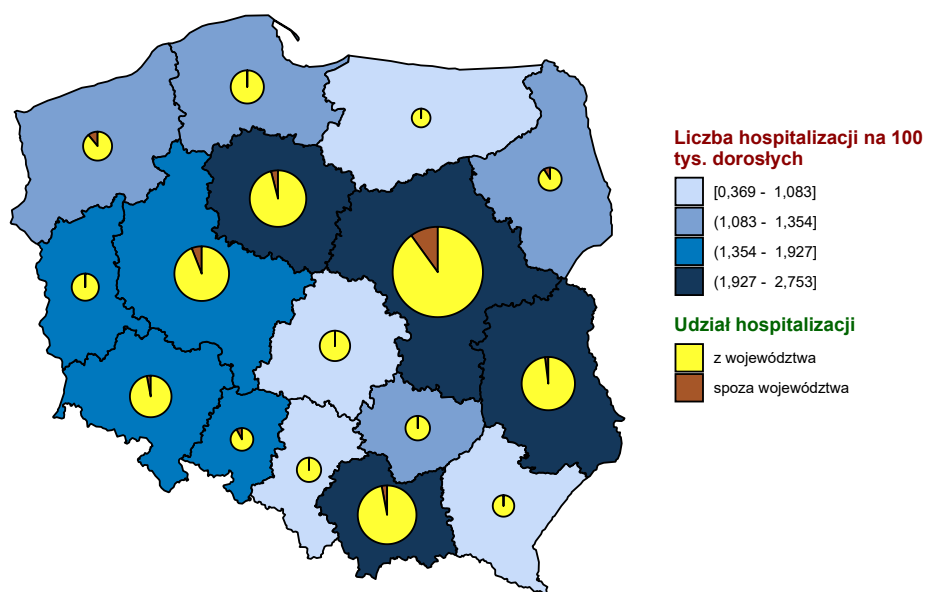 Liczba hospitalizacji na 100
tys. dorosłych
[0,369 - 1,083]
(1,083 - 1,354]
(1,354 - 1,927]
(1,927 - 2,753]
Udział hospitalizacji
z województwa
spoza województwa